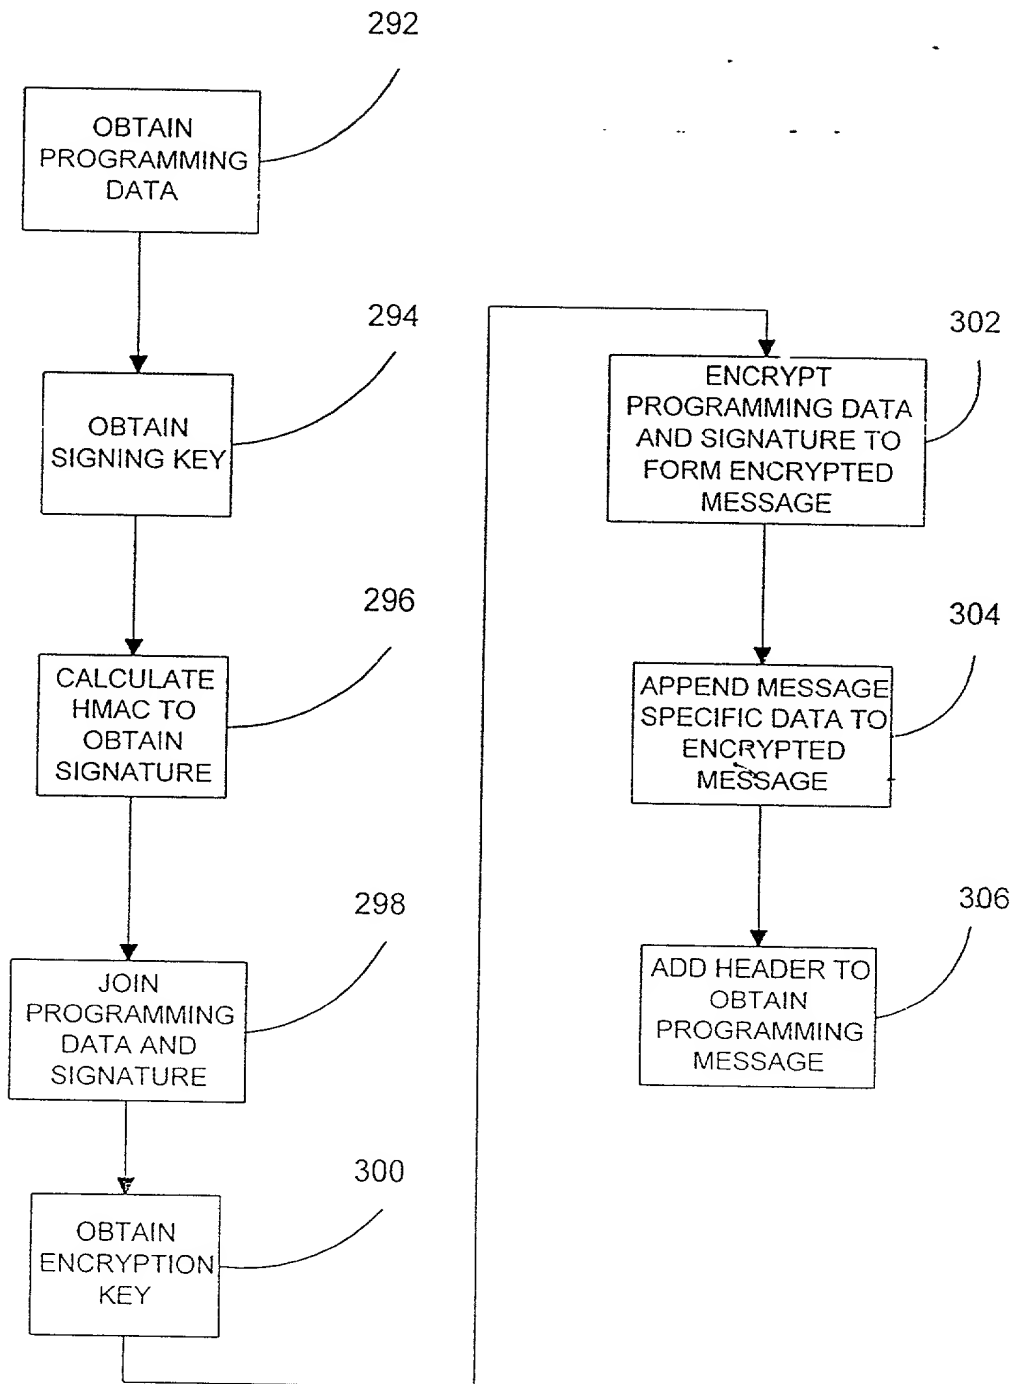 292
OBTAIN
PROGRAMMING
DATA
294
OBTAIN
SIGNING KEY
296
CALCULATE
HMAC TO
OBTAIN
SIGNATURE
298
JOIN
PROGRAMMING
DATA AND
SIGNATURE
300
OBTAIN
ENCRYPTION
KEY
302
ENCRYPT
PROGRAMMING DATA
AND SIGNATURE TO
FORM ENCRYPTED
MESSAGE
304
APPEND MESSAGE
SPECIFIC DATA TO
ENCRYPTED
MESSAGE
306
ADD HEADER TO
OBTAIN
PROGRAMMING
MESSAGE